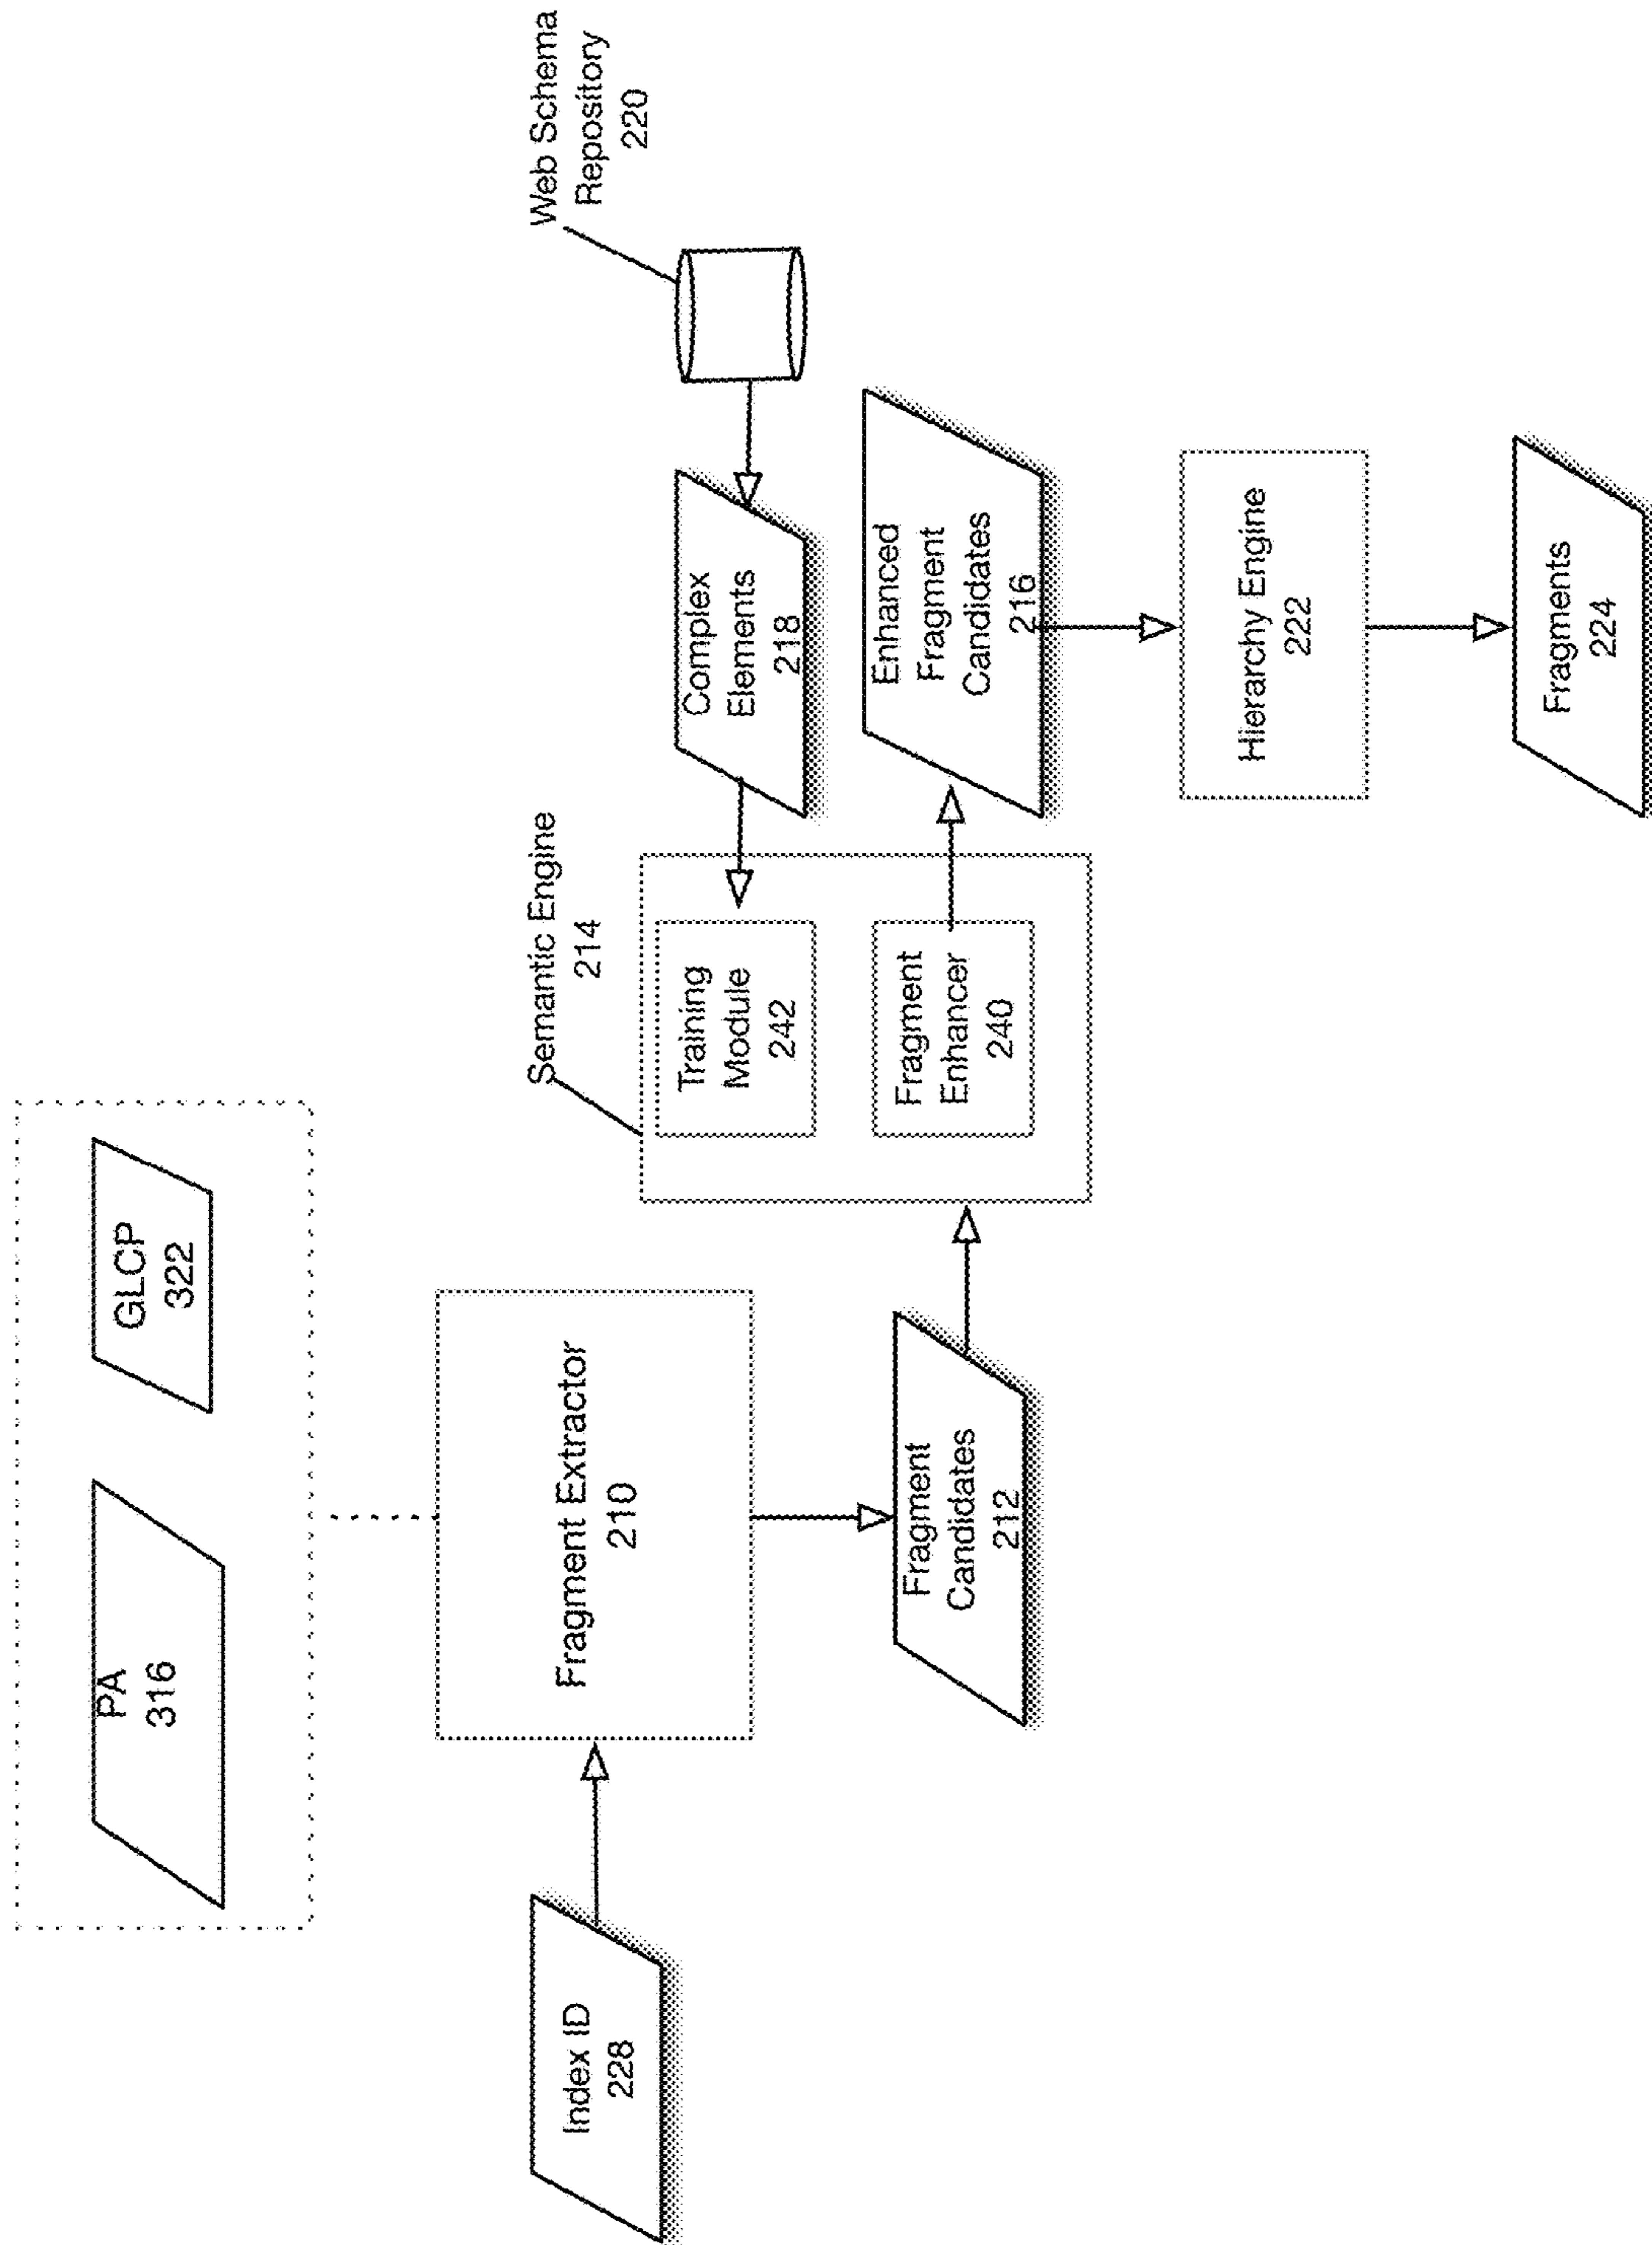 PA
316
GLCP
322
Index ID
228
Fragment Extractor
210
Fragment
Candidates
212
Semantic Engine
214
Training
Module
242
Fragment
Enhancer
240
Complex
Elements
218
Web Schema
Repository
220
Enhanced
Fragment
Candidates
216
Hierarchy Engine
222
Fragments
224